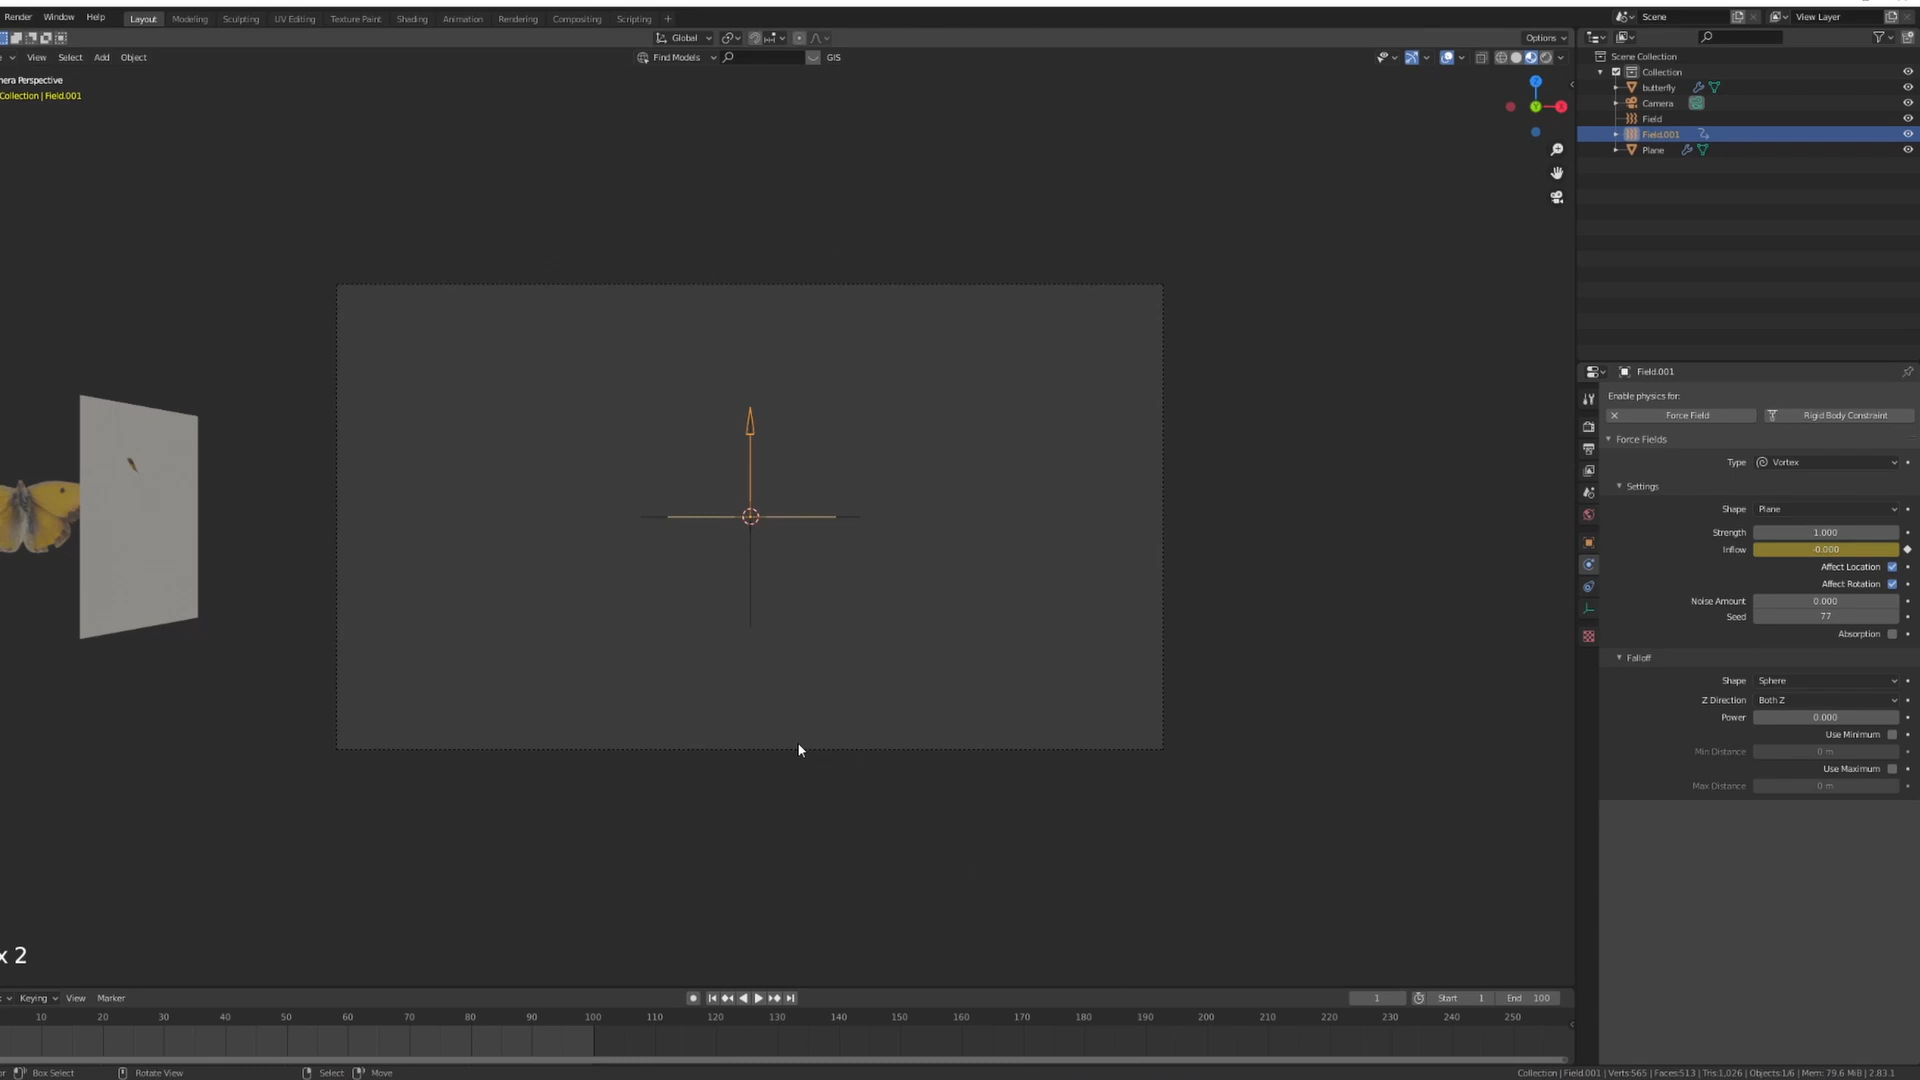 Render Window Help Layout Modeling Sculpting UV Editing Texture Paint Shading Animation Rendering Compositing Scripting + Scene View Layer
Global Options
View Select Add Object Find Models GIS
nera Perspective
Collection | Field.001
Scene Collection
Collection
butterfly
Camera
Field
Field.001
Plane
Z
Y
X
Field.001
Enable physics for:
Force Field Rigid Body Constraint
Force Fields
Type Vortex
Settings
Shape Plane
Strength 1.000
Inflow -0.000
Affect Location
Affect Rotation
Noise Amount 0.000
Seed 77
Absorption
Falloff
Shape Sphere
Z Direction Both Z
Power 0.000
Use Minimum
Min Distance 0 m
Use Maximum
Max Distance 0 m
x 2
Keying View Marker 1 Start 1 End 100
10 20 30 40 50 60 70 80 90 100 110 120 130 140 150 160 170 180 190 200 210 220 230 240 250
or Box Select Rotate View Select Move Collection | Field.001 | Verts:565 | Faces:513 | Tris:1,026 | Objects:1/6 | Mem: 79.6 MiB | 2.83.1